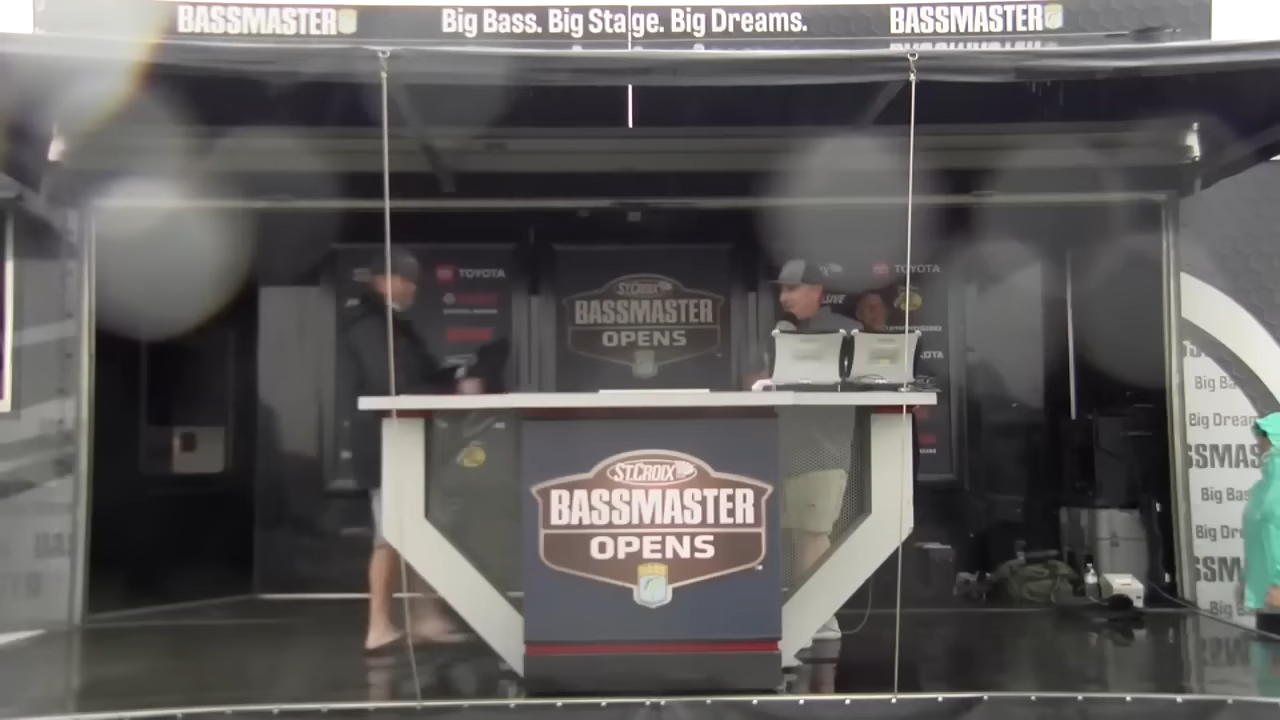 BASSMASTER
Big Bass. Big Stage. Big Dreams.
BASSMASTER
TOYOTA
TOYOTA
ST.CROIX
BASSMASTER
OPENS
ST.CROIX
BASSMASTER
OPENS
Big Ba
Big Dream
SSMAS
Big Bas
Big Dre
SSM
Big B